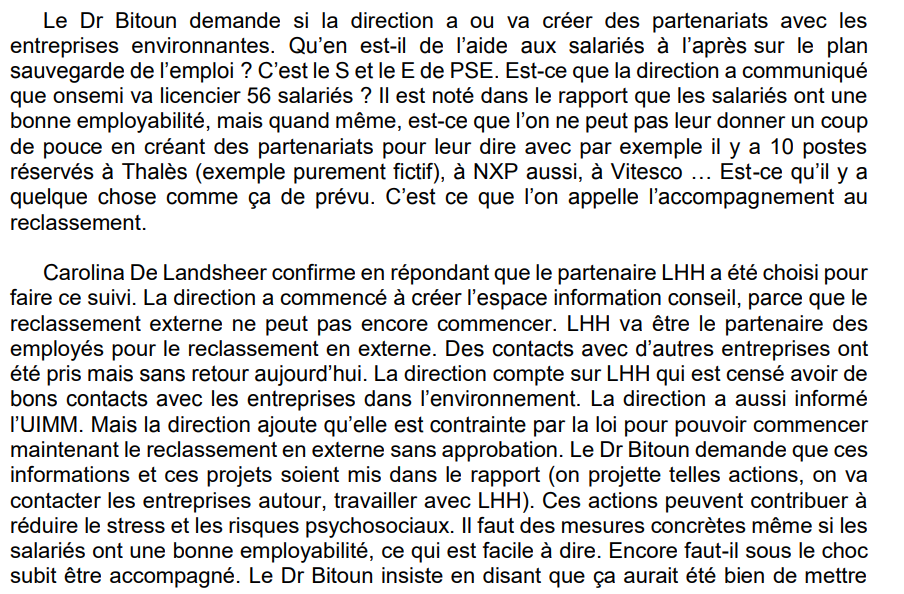 Le Dr Bitoun demande si la direction a ou va créer des partenariats avec les
entreprises environnantes. Qu’en est-il de l’aide aux salariés à l’après sur le plan
sauvegarde de l’emploi ? C’est le S et le E de PSE. Est-ce que la direction a communiqué
que onsemi va licencier 56 salariés ? Il est noté dans le rapport que les salariés ont une
bonne employabilité, mais quand même, est-ce que l’on ne peut pas leur donner un coup
de pouce en créant des partenariats pour leur dire avec par exemple il y a 10 postes
réservés à Thalès (exemple purement fictif), à NXP aussi, à Vitesco … Est-ce qu’il y a
quelque chose comme ça de prévu. C’est ce que l’on appelle l’accompagnement au
reclassement.
Carolina De Landsheer confirme en répondant que le partenaire LHH a été choisi pour
faire ce suivi. La direction a commencé à créer l’espace information conseil, parce que le
reclassement externe ne peut pas encore commencer. LHH va être le partenaire des
employés pour le reclassement en externe. Des contacts avec d’autres entreprises ont
été pris mais sans retour aujourd’hui. La direction compte sur LHH qui est censé avoir de
bons contacts avec les entreprises dans l’environnement. La direction a aussi informé
l’UIMM. Mais la direction ajoute qu’elle est contrainte par la loi pour pouvoir commencer
maintenant le reclassement en externe sans approbation. Le Dr Bitoun demande que ces
informations et ces projets soient mis dans le rapport (on projette telles actions, on va
contacter les entreprises autour, travailler avec LHH). Ces actions peuvent contribuer à
réduire le stress et les risques psychosociaux. Il faut des mesures concrètes même si les
salariés ont une bonne employabilité, ce qui est facile à dire. Encore faut-il sous le choc
subit être accompagné. Le Dr Bitoun insiste en disant que ça aurait été bien de mettre